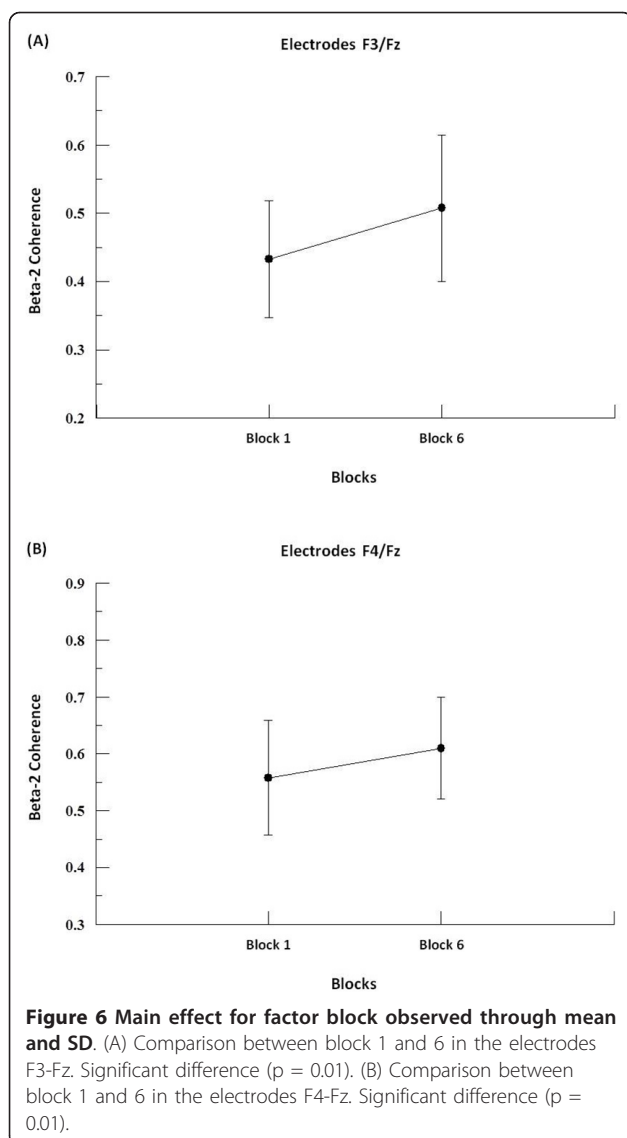 (A)
Electrodes F3/Fz
0.7
0.6
0.5
0.4
0.3
0.2
Beta-2 Coherence
Block 1 Block 6
Blocks
(B)
Electrodes F4/Fz
0.9
0.8
0.7
0.6
0.5
0.4
0.3
Beta-2 Coherence
Block 1 Block 6
Blocks
Figure 6 Main effect for factor block observed through mean
and SD. (A) Comparison between block 1 and 6 in the electrodes
F3-Fz. Significant difference (p = 0.01). (B) Comparison between
block 1 and 6 in the electrodes F4-Fz. Significant difference (p =
0.01).